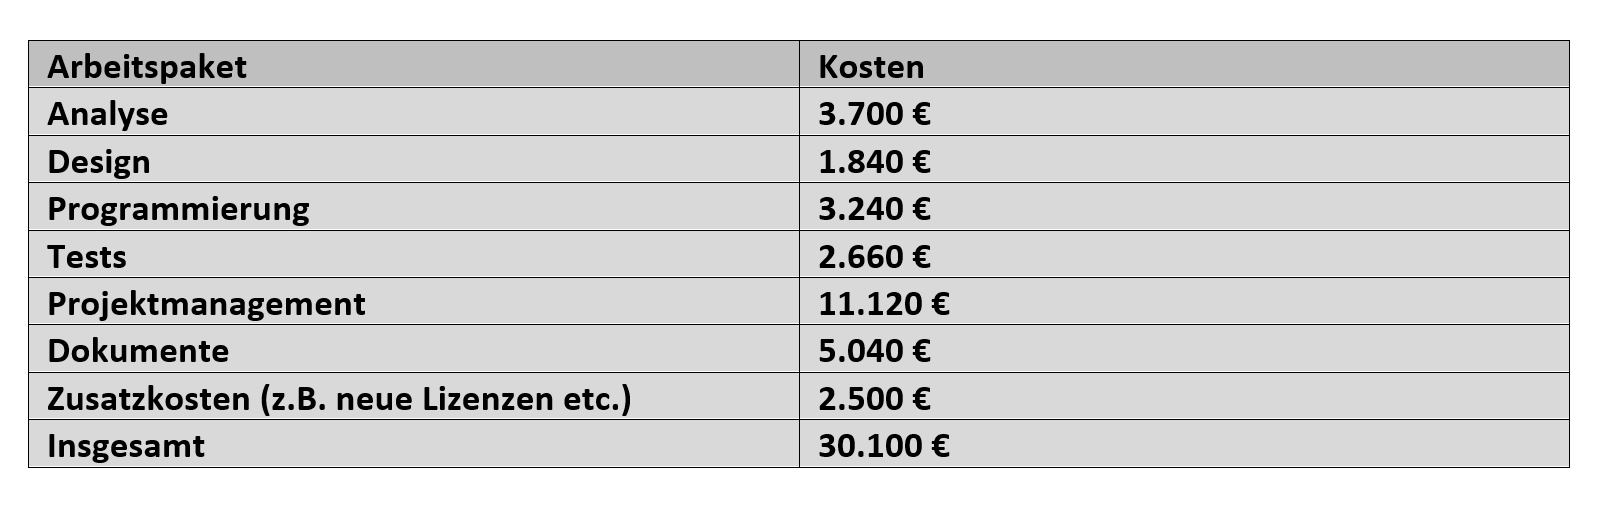 Arbeitspaket Kosten
Analyse 3.700 €
Design 1.840 €
Programmierung 3.240 €
Tests 2.660 €
Projektmanagement 11.120 €
Dokumente 5.040 €
Zusatzkosten (z.B. neue Lizenzen etc.) 2.500 €
Insgesamt 30.100 €